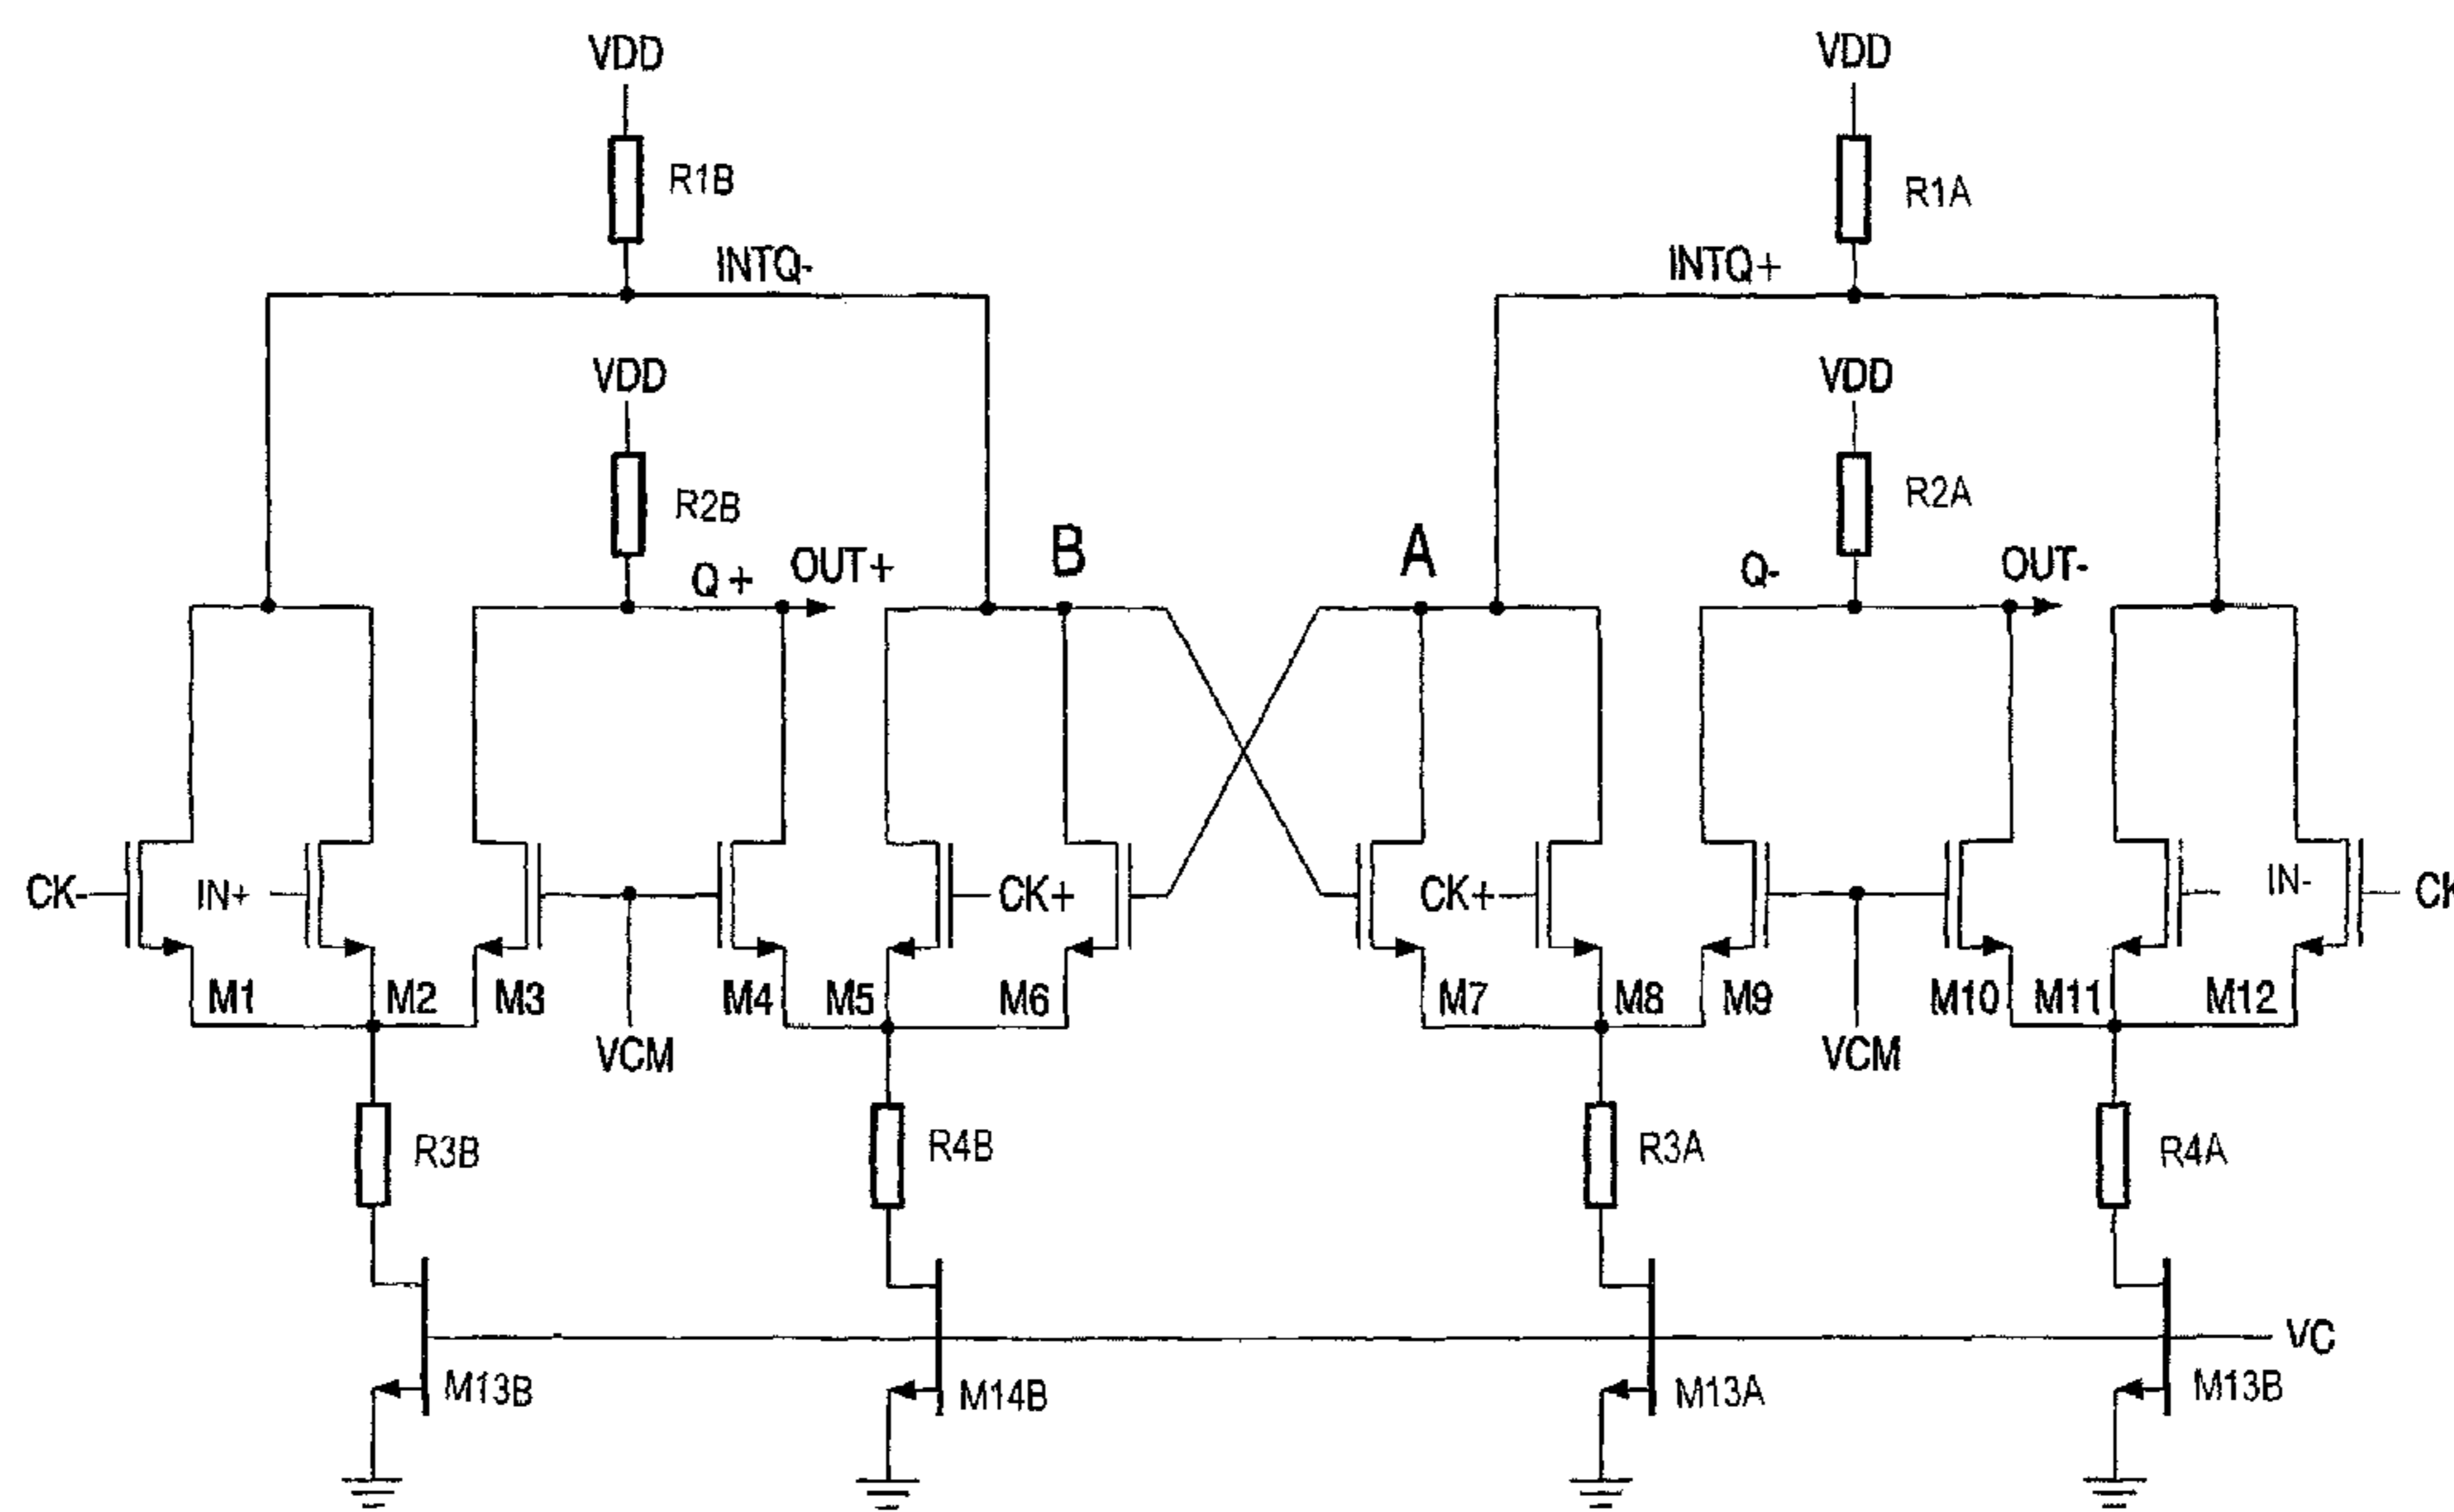 VDD VDD
R1B R1A
INTQ- INTQ+
VDD VDD
R2B R2A
Q + OUT+ B A Q- OUT-
CK- IN+ CK+ CK+ IN-
M1 M2 M3 M4 M5 M6 M7 M8 M9 M10 M11 M12
VCM VCM
R3B R4B R3A R4A
VC
M13B M14B M13A M13B